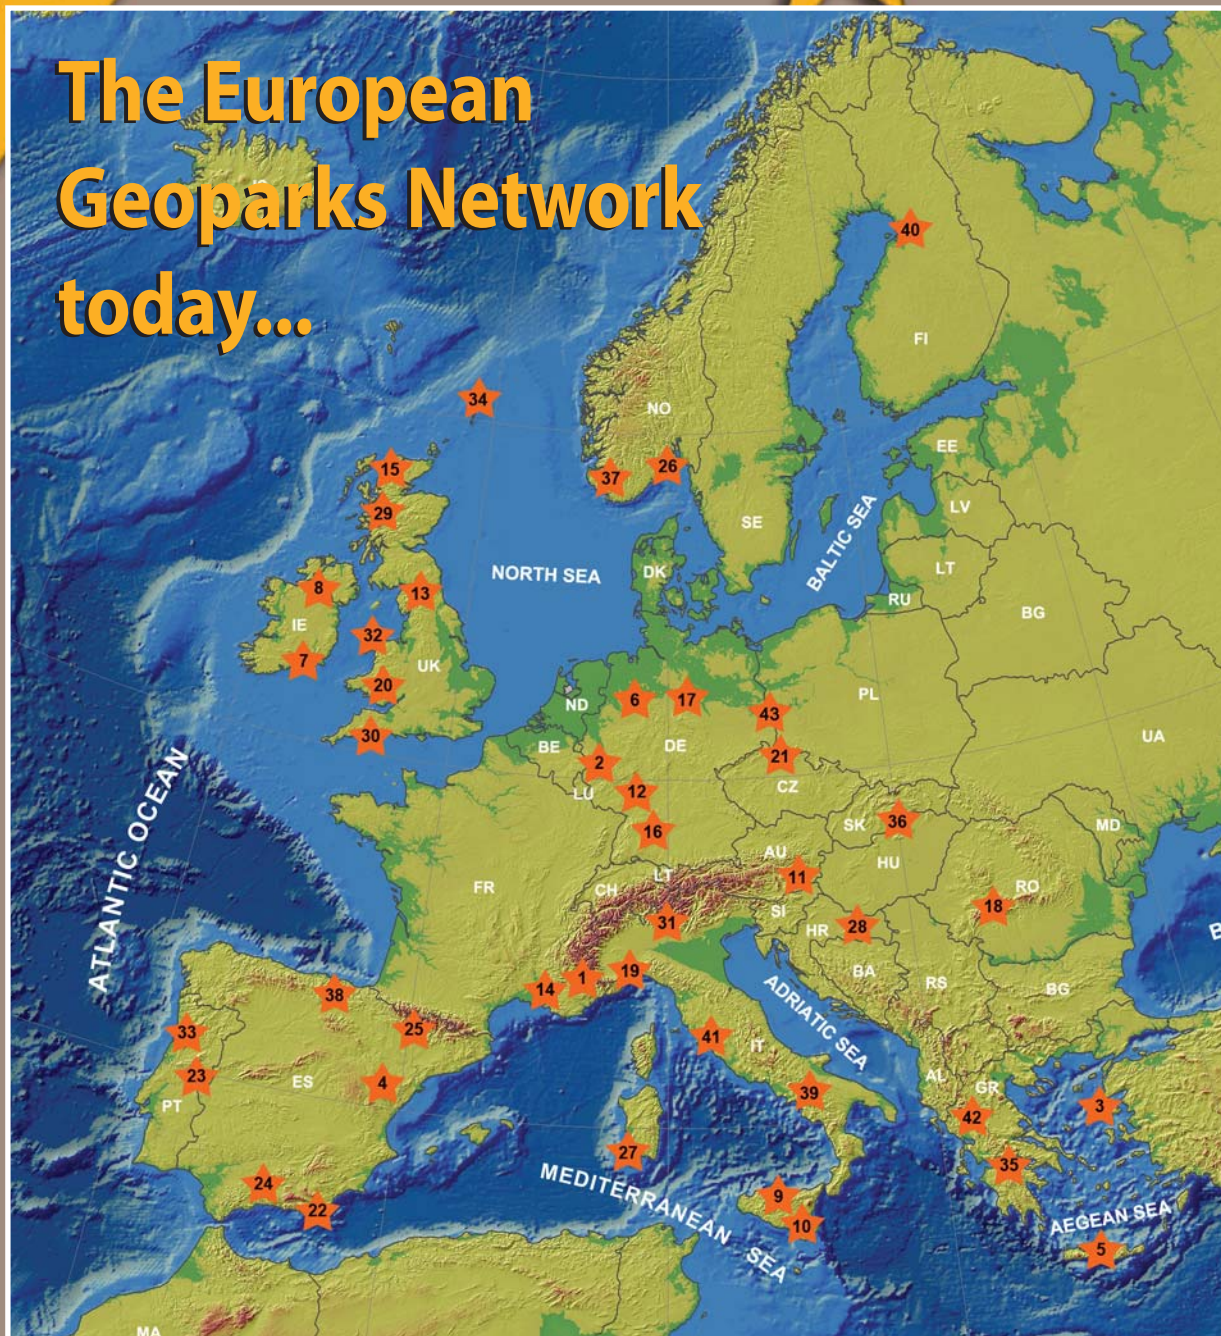 The European
Geoparks Network
today...
IS
40
FI
34
NO
15
37
26
EE
29
LV
SE
BALTIC SEA
NORTH SEA
DK
LT
8
13
RU
IE
32
BG
7
UK
20
6
17
PL
ND
43
30
BE
DE
UA
2
21
LU
12
CZ
16
SK
36
MD
AU
HU
ATLANTIC OCEAN
FR
CH
LT
11
RO
18
SI
31
HR
28
B
BA
RS
BG
14
1
19
38
ADRIATIC SEA
33
25
41
IT
23
ES
4
AL
GR
PT
39
3
42
27
35
24
MEDITERRANEAN SEA
9
22
10
AEGEAN SEA
5
MA